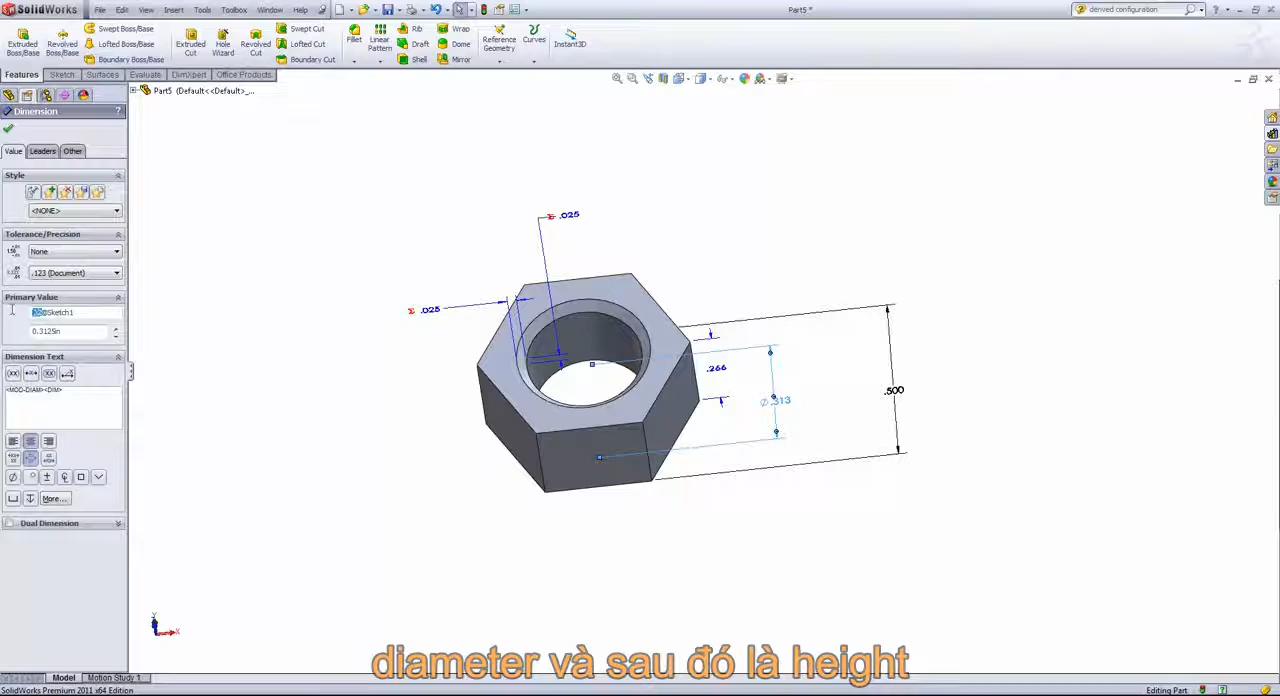 SolidWorks
File Edit View Insert Tools Toolbox Window Help
Part5 *
derived configuration
Extruded Boss/Base
Revolved Boss/Base
Swept Boss/Base
Lofted Boss/Base
Boundary Boss/Base
Extruded Cut
Hole Wizard
Revolved Cut
Swept Cut
Lofted Cut
Boundary Cut
Fillet
Linear Pattern
Rib
Draft
Shell
Wrap
Dome
Mirror
Reference Geometry
Curves
Instant3D
Features Sketch Surfaces Evaluate DimXpert Office Products
Part5 (Default<<Default>_...
Dimension ?
Value Leaders Other
Style
<NONE>
Tolerance/Precision
None
.123 (Document)
Primary Value
@Sketch1
0.3125in
Dimension Text
<MOD-DIAM><DIM>
More...
Dual Dimension
Σ .025
Σ .025
.266
Ø.313
.500
Y
X
diameter và sau đó là height
Model Motion Study 1
SolidWorks Premium 2011 x64 Edition
Editing Part